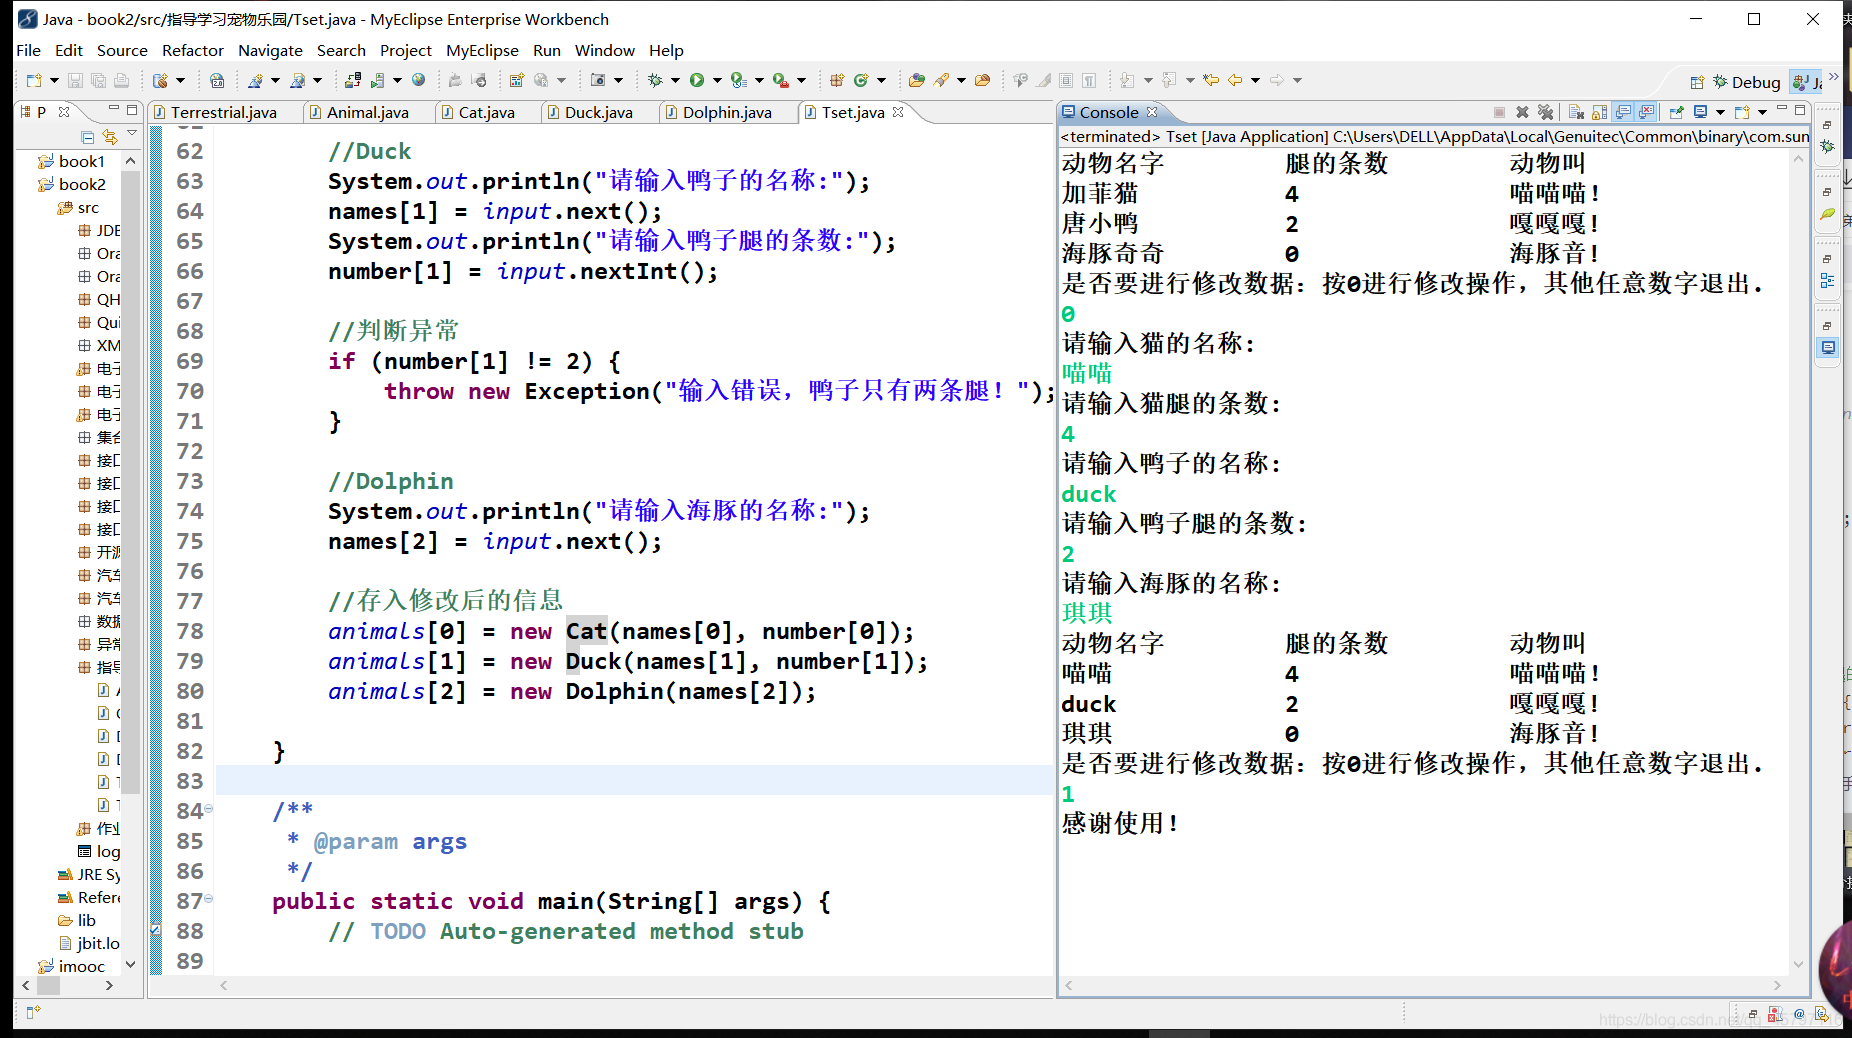 Java - book2/src/指导学习宠物乐园/Tset.java - MyEclipse Enterprise Workbench
File Edit Source Refactor Navigate Search Project MyEclipse Run Window Help
Debug
P
book1
book2
src
JDE
Ora
Ora
QH
Qui
XM
电子
电子
电子
集合
接口
接口
接口
接口
开源
汽车
汽车
数据
异常
指导
作业
log
JRE Sy
Refere
lib
jbit.lo
imooc
Terrestrial.java Animal.java Cat.java Duck.java Dolphin.java Tset.java
62 //Duck
63 System.out.println("请输入鸭子的名称:");
64 names[1] = input.next();
65 System.out.println("请输入鸭子腿的条数:");
66 number[1] = input.nextInt();
67
68 //判断异常
69 if (number[1] != 2) {
70 throw new Exception("输入错误，鸭子只有两条腿！");
71 }
72
73 //Dolphin
74 System.out.println("请输入海豚的名称:");
75 names[2] = input.next();
76
77 //存入修改后的信息
78 animals[0] = new Cat(names[0], number[0]);
79 animals[1] = new Duck(names[1], number[1]);
80 animals[2] = new Dolphin(names[2]);
81
82 }
83
84 /**
85 * @param args
86 */
87 public static void main(String[] args) {
88 // TODO Auto-generated method stub
89
Console
<terminated> Tset [Java Application] C:\Users\DELL\AppData\Local\Genuitec\Common\binary\com.sun
动物名字 腿的条数 动物叫
加菲猫 4 喵喵喵!
唐小鸭 2 嘎嘎嘎!
海豚奇奇 0 海豚音!
是否要进行修改数据: 按0进行修改操作，其他任意数字退出.
0
请输入猫的名称:
喵喵
请输入猫腿的条数:
4
请输入鸭子的名称:
duck
请输入鸭子腿的条数:
2
请输入海豚的名称:
琪琪
动物名字 腿的条数 动物叫
喵喵 4 喵喵喵!
duck 2 嘎嘎嘎!
琪琪 0 海豚音!
是否要进行修改数据: 按0进行修改操作，其他任意数字退出.
1
感谢使用!